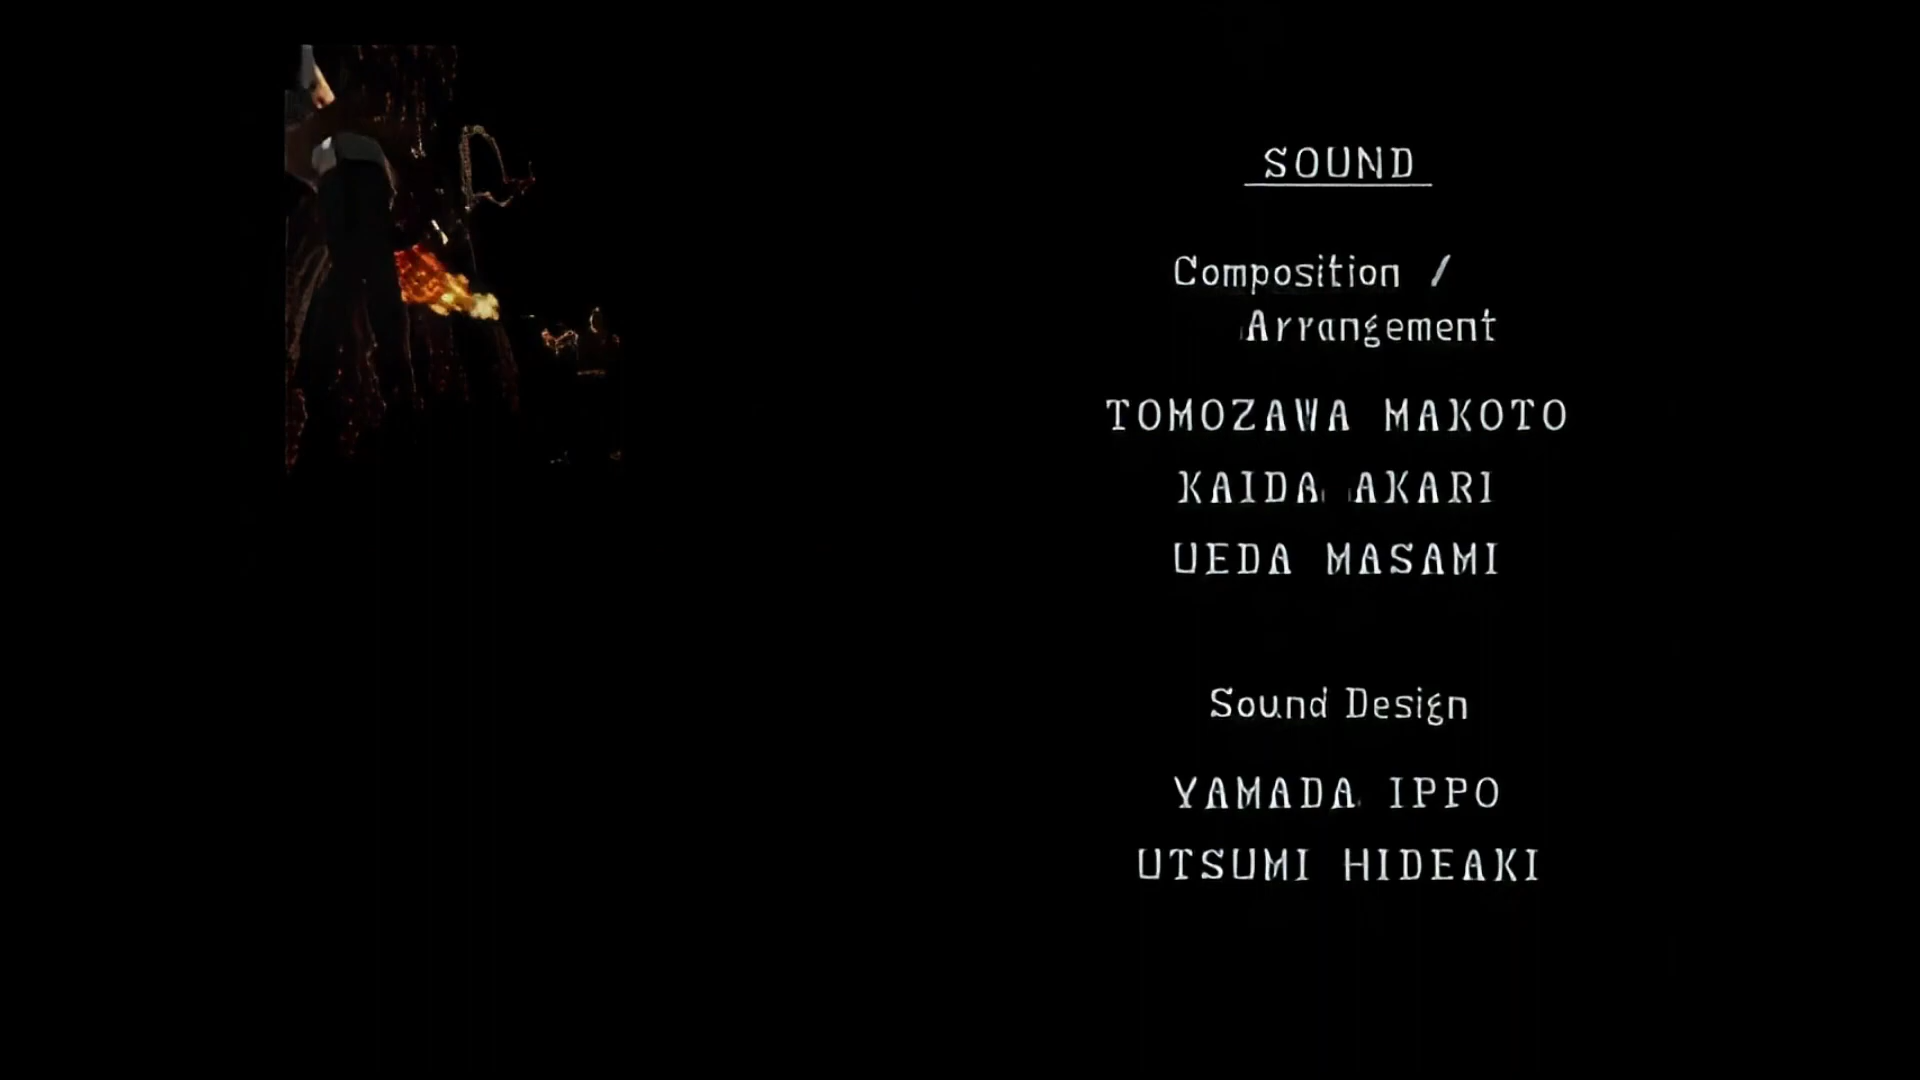 SOUND
Composition /
Arrangement
TOMOZAWA MAKOTO
KAIDA AKARI
UEDA MASAMI
Sound Design
YAMADA IPPO
UTSUMI HIDEAKI